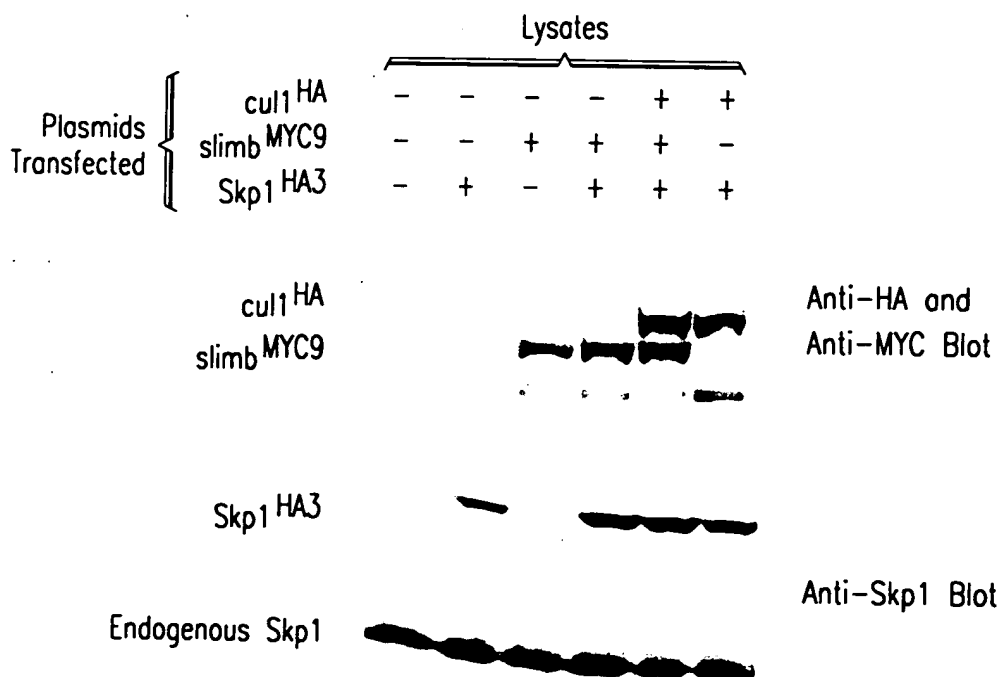 Lysates
Plasmids Transfected
cul1 HA - - - - + +
slimb MYC9 - - + + + -
Skp1 HA3 - + - + + +
cul1 HA
slimb MYC9
Anti-HA and
Anti-MYC Blot
Skp1 HA3
Anti-Skp1 Blot
Endogenous Skp1